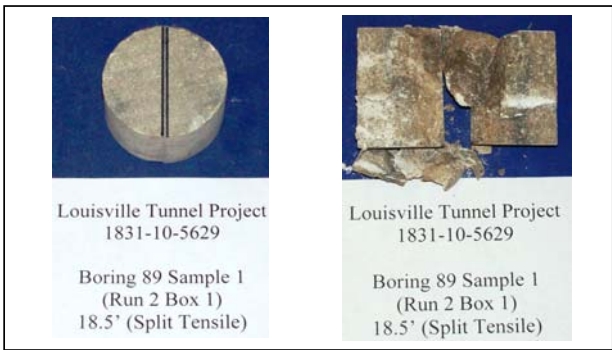 Louisville Tunnel Project
1831-10-5629
Boring 89 Sample 1
(Run 2 Box 1)
18.5' (Split Tensile)
Louisville Tunnel Project
1831-10-5629
Boring 89 Sample 1
(Run 2 Box 1)
18.5' (Split Tensile)